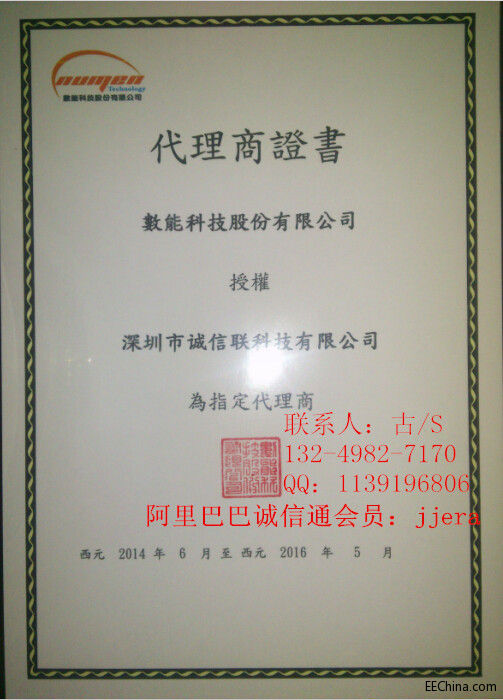 numen
Technology
數能科技股份有限公司
代理商證書
數能科技股份有限公司
授權
深圳市诚信联科技有限公司
為指定代理商
联系人：古/S
132-4982-7170
QQ：1139196806
阿里巴巴诚信通会员：jjera
西元 2014 年 6 月至西元 2016 年 5 月
EEChina.com